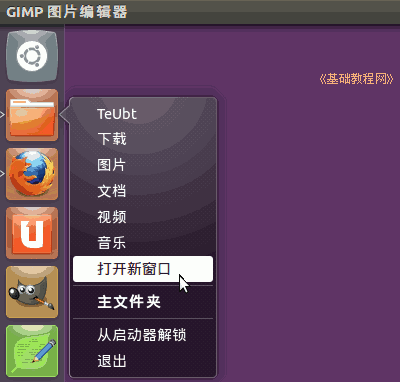 GIMP 图片编辑器
《基础教程网》
TeUbt
下载
图片
文档
视频
音乐
打开新窗口
主文件夹
从启动器解锁
退出